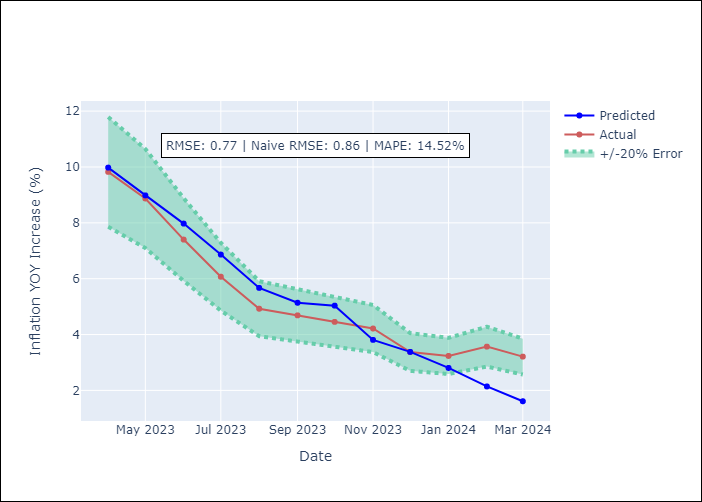 Predicted
Actual
+/-20% Error
RMSE: 0.77 | Naive RMSE: 0.86 | MAPE: 14.52%
Inflation YOY Increase (%)
12
10
8
6
4
2
May 2023 Jul 2023 Sep 2023 Nov 2023 Jan 2024 Mar 2024
Date